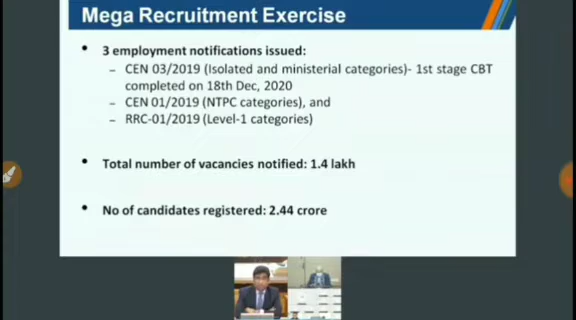 Mega Recruitment Exercise
• 3 employment notifications issued:
– CEN 03/2019 (Isolated and ministerial categories)- 1st stage CBT
completed on 18th Dec, 2020
– CEN 01/2019 (NTPC categories), and
– RRC-01/2019 (Level-1 categories)
• Total number of vacancies notified: 1.4 lakh
• No of candidates registered: 2.44 crore